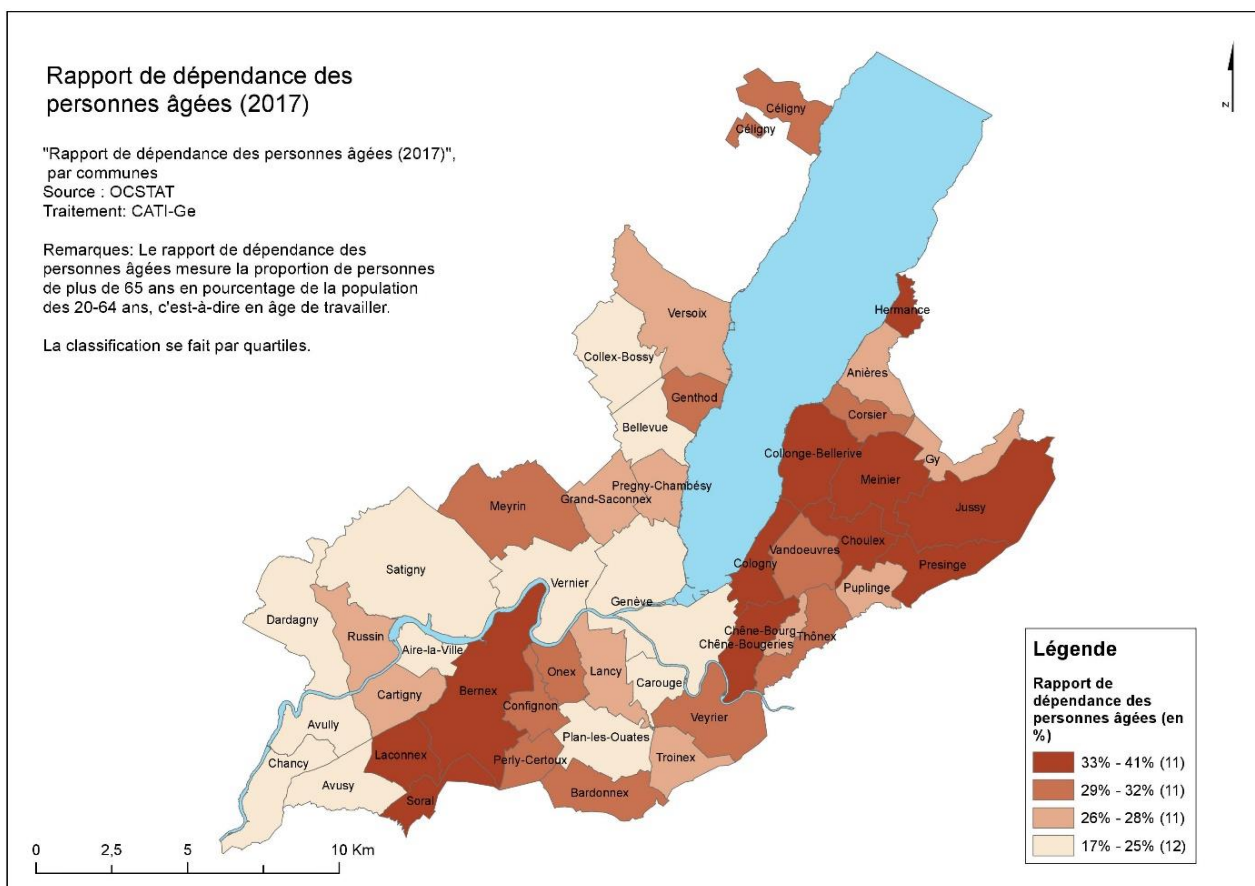 Rapport de dépendance des
personnes âgées (2017)
"Rapport de dépendance des personnes âgées (2017)",
par communes
Source : OCSTAT
Traitement: CATI-Ge
Remarques: Le rapport de dépendance des
personnes âgées mesure la proportion de personnes
de plus de 65 ans en pourcentage de la population
des 20-64 ans, c'est-à-dire en âge de travailler.
La classification se fait par quartiles.
N
Céligny
Céligny
Versoix
Hermance
Collex-Bossy
Anières
Genthod
Corsier
Bellevue
Collonge-Bellerive
Gy
Meinier
Pregny-Chambésy
Grand-Saconnex
Meyrin
Jussy
Choulex
Vandoeuvres
Cologny
Presinge
Satigny
Vernier
Puplinge
Genève
Dardagny
Russin
Chêne-Bourg
Thônex
Chêne-Bougeries
Aire-la-Ville
Onex
Lancy
Carouge
Bernex
Cartigny
Confignon
Veyrier
Avully
Plan-les-Ouates
Laconnex
Perly-Certoux
Troinex
Chancy
Avusy
Bardonnex
Soral
Légende
Rapport de
dépendance des
personnes âgées (en
%)
33% - 41% (11)
29% - 32% (11)
26% - 28% (11)
17% - 25% (12)
0 2,5 5 10 Km